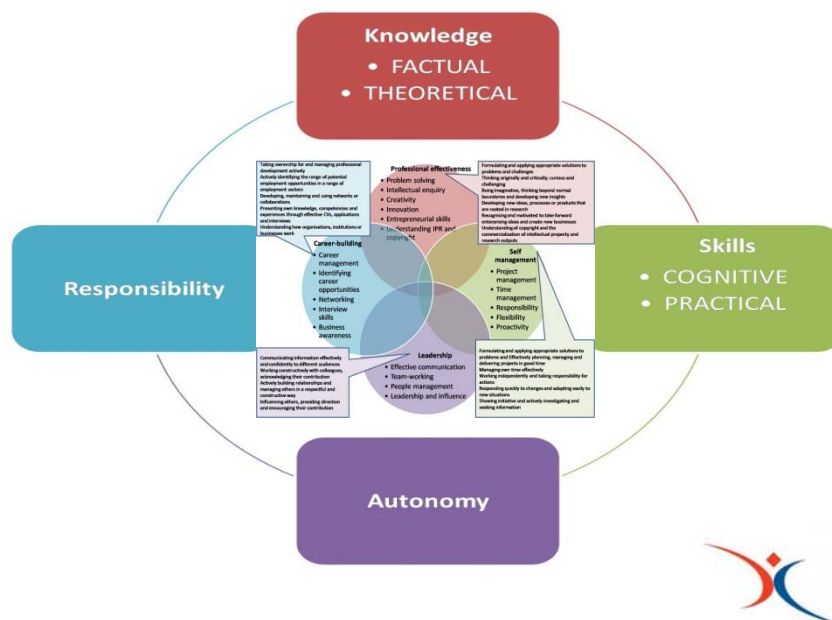 Knowledge
• FACTUAL
• THEORETICAL
Taking ownership for and managing professional
development actively
Actively identifying the range of potential
employment opportunities in a range of
employment sectors
Developing, maintaining and using networks or
collaborations
Presenting own knowledge, competencies and
experiences through effective CVs, applications
and interviews
Understanding how organisations, institutions or
businesses work
Professional effectiveness
• Problem solving
• Intellectual enquiry
• Creativity
• Innovation
• Entrepreneurial skills
• Understanding IPR and
copyright
Formulating and applying appropriate solutions to
problems and challenges
Thinking originally and critically; curious and
challenging
Being imaginative, thinking beyond normal
boundaries and developing new insights
Developing new ideas, processes or products that
are rooted in research
Recognising and motivated to take forward
enterprising ideas and create new businesses
Understanding of copyright and the
commercialisation of intellectual property and
research outputs
Responsibility
Career-building
• Career
management
• Identifying
career
opportunities
• Networking
• Interview
skills
• Business
awareness
Self
management
• Project
management
• Time
management
• Responsibility
• Flexibility
• Proactivity
Skills
• COGNITIVE
• PRACTICAL
Communicating information effectively
and confidently to different audiences
Working constructively with colleagues,
acknowledging their contribution
Actively building relationships and
managing others in a respectful and
constructive way
Influencing others, providing direction
and encouraging their contribution
Leadership
• Effective communication
• Team-working
• People management
• Leadership and influence
Formulating and applying appropriate solutions to
problems and Effectively planning, managing and
delivering projects in good time
Managing own time effectively
Working independently and taking responsibility for
actions
Responding quickly to changes and adapting easily to
new situations
Showing initiative and actively investigating and
seeking information
Autonomy